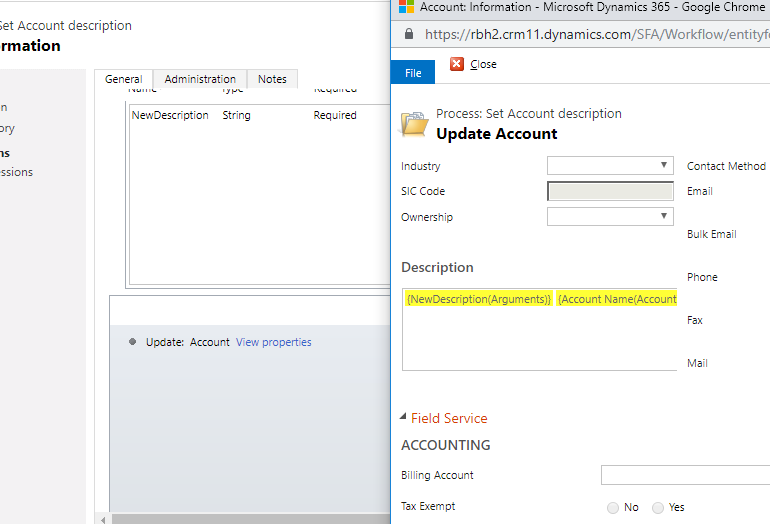 Set Account description
rmation
n
ory
ns
essions
General Administration Notes
Name Type Required
NewDescription String Required
Update: Account View properties
Account: Information - Microsoft Dynamics 365 - Google Chrome
https://rbh2.crm11.dynamics.com/SFA/Workflow/entityfo
File Close
Process: Set Account description
Update Account
Industry Contact Method
SIC Code Email
Ownership
Bulk Email
Description
Phone
{NewDescription(Arguments)} {Account Name(Account
Fax
Mail
Field Service
ACCOUNTING
Billing Account
Tax Exempt No Yes